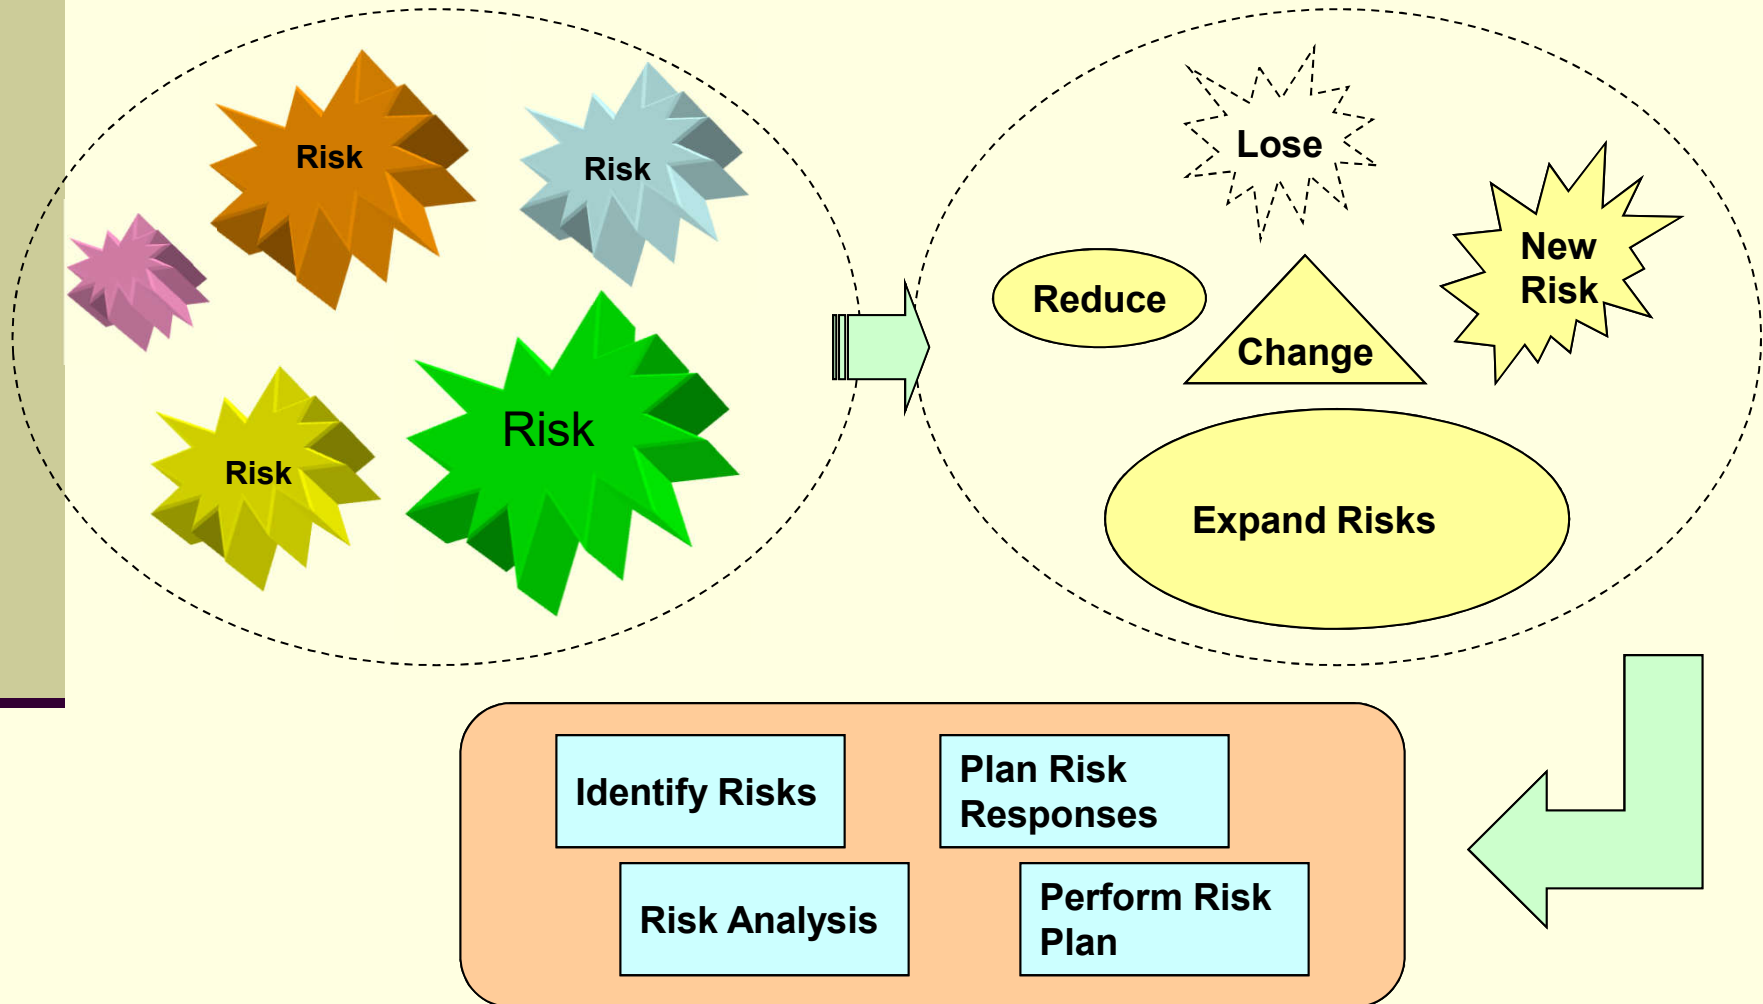 Risk
Risk
Risk
Risk
Lose
New
Risk
Reduce
Change
Expand Risks
Identify Risks
Plan Risk
Responses
Risk Analysis
Perform Risk
Plan